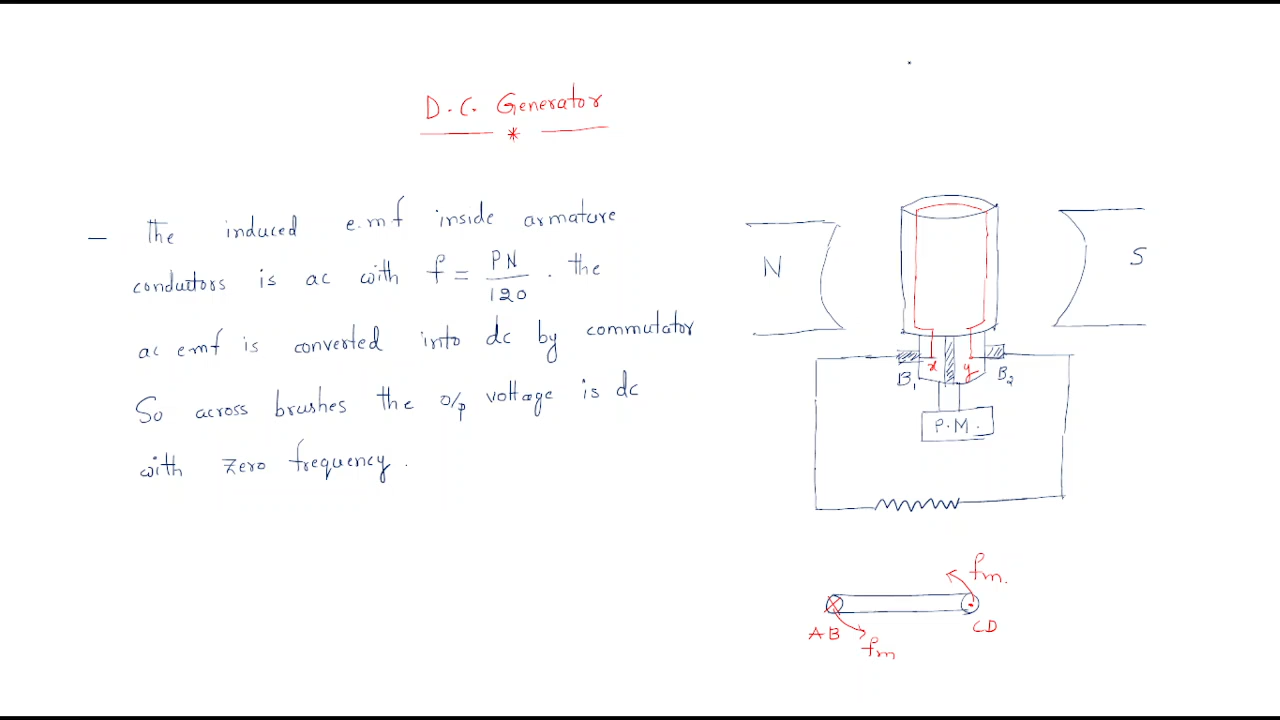 D.C. Generator
*
– The induced e.mf inside armature
conductors is ac with f = PN/120 . the
ac emf is converted into dc by commutator
So across brushes the o/p voltage is dc
with zero frequency.
N
S
B1
x
y
B2
P.M.
fm.
AB
CD
fm